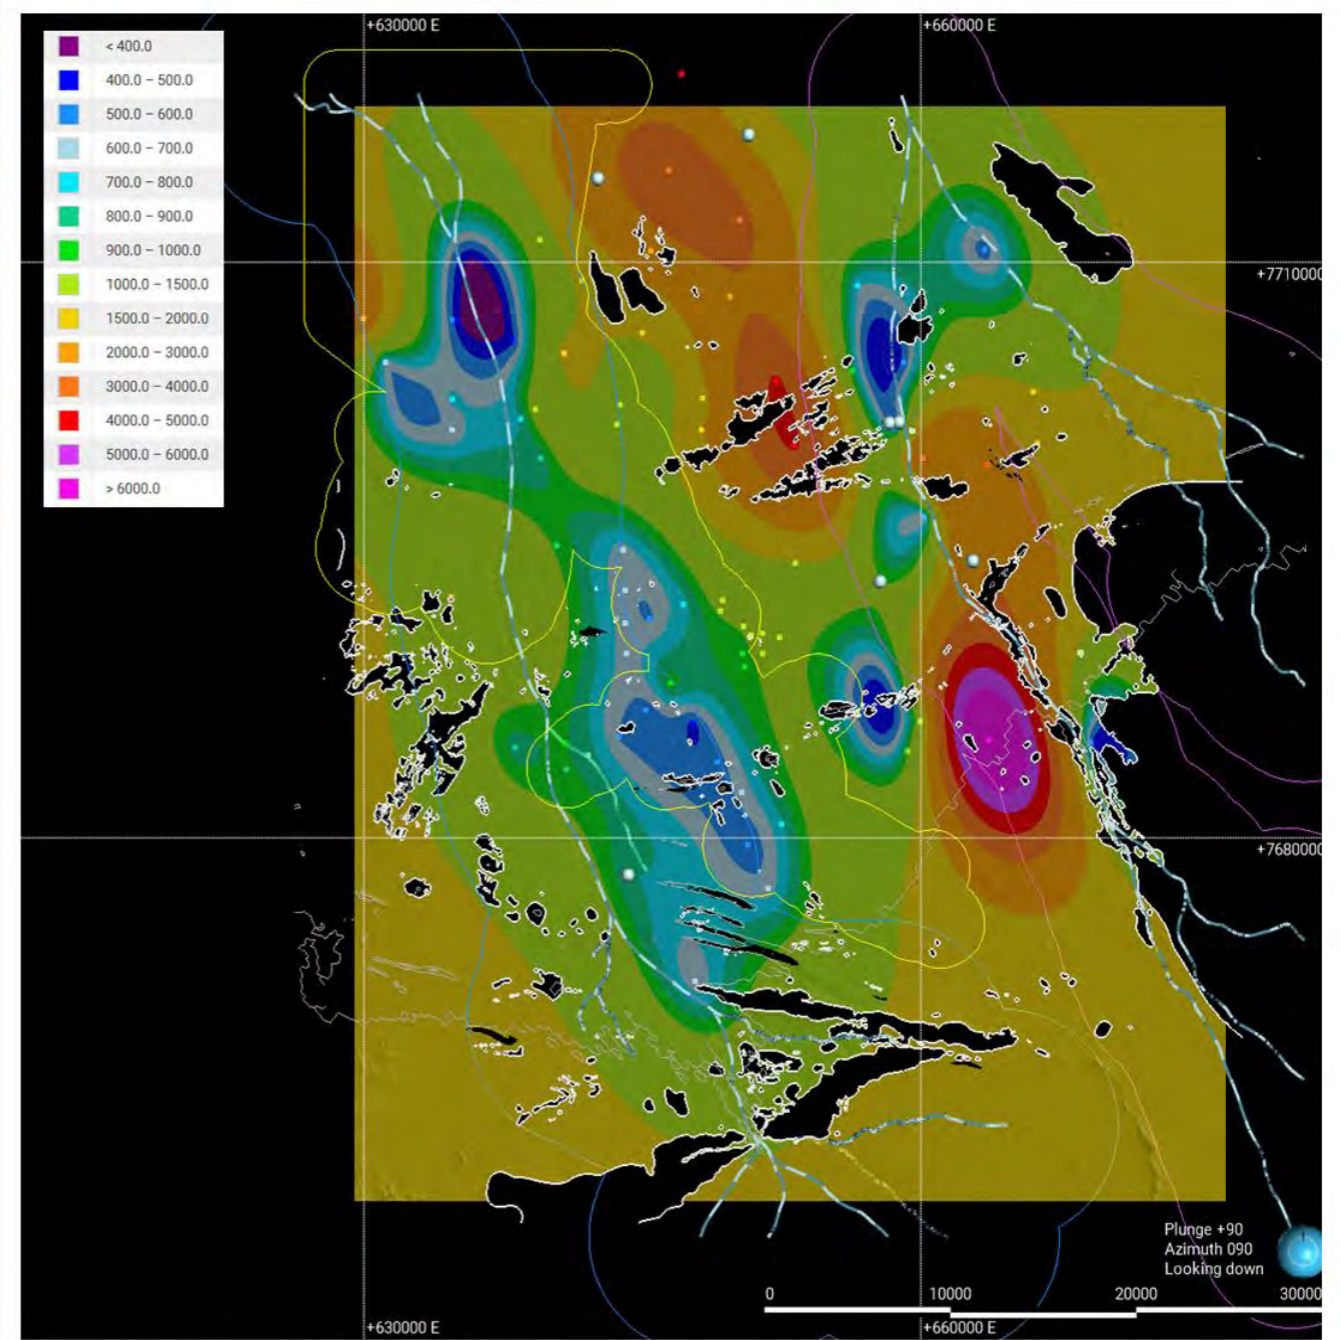 +630000 E
+660000 E
< 400.0
400.0 – 500.0
500.0 – 600.0
600.0 – 700.0
700.0 – 800.0
800.0 – 900.0
900.0 – 1000.0
1000.0 – 1500.0
1500.0 – 2000.0
2000.0 – 3000.0
3000.0 – 4000.0
4000.0 – 5000.0
5000.0 – 6000.0
> 6000.0
+7710000
+7680000
Plunge +90
Azimuth 090
Looking down
0 10000 20000 30000
+630000 E
+660000 E